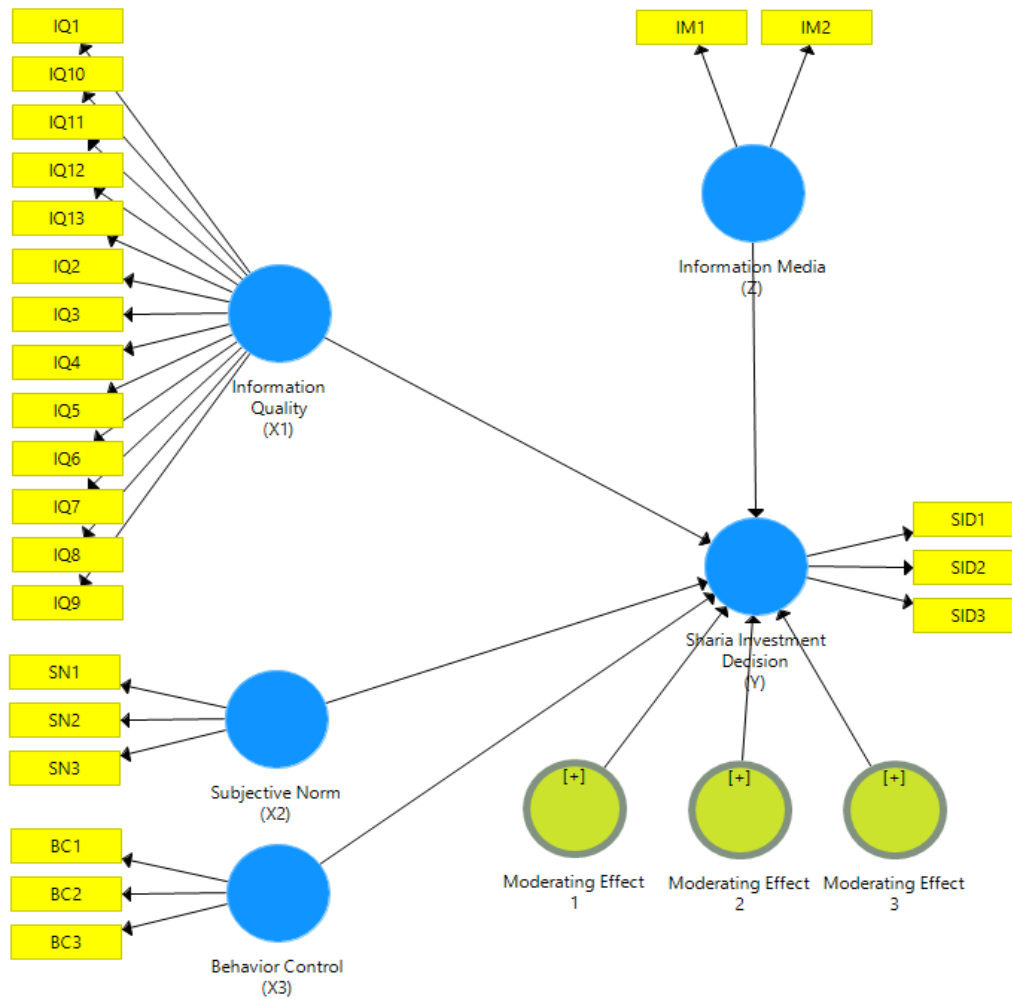 IQ1
IQ10
IQ11
IQ12
IQ13
IQ2
IQ3
IQ4
IQ5
IQ6
IQ7
IQ8
IQ9
Information
Quality
(X1)
IM1
IM2
Information Media
(Z)
SN1
SN2
SN3
Subjective Norm
(X2)
BC1
BC2
BC3
Behavior Control
(X3)
Sharia Investment
Decision
(Y)
SID1
SID2
SID3
[+]
Moderating Effect
1
[+]
Moderating Effect
2
[+]
Moderating Effect
3